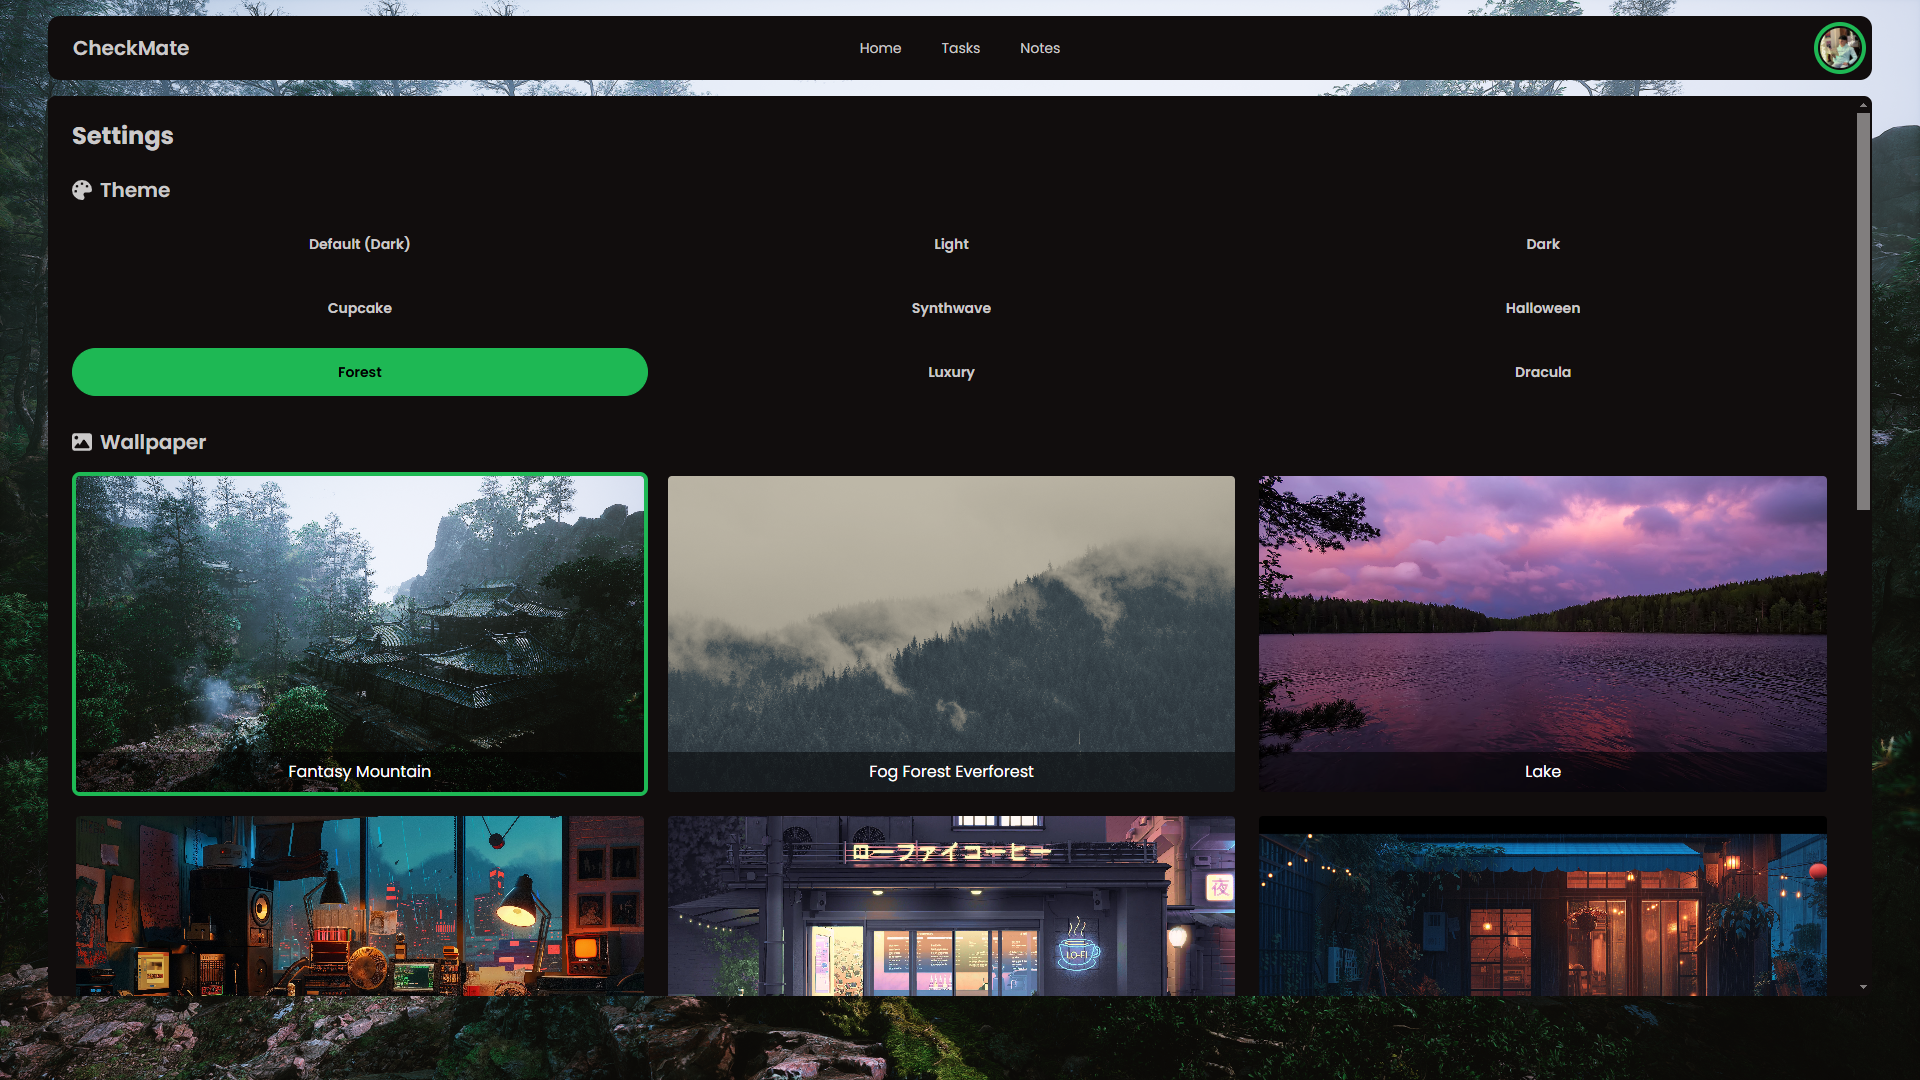 CheckMate
Home
Tasks
Notes
Settings
Theme
Default (Dark)
Light
Dark
Cupcake
Synthwave
Halloween
Forest
Luxury
Dracula
Wallpaper
Fantasy Mountain
Fog Forest Everforest
Lake
ローファイコーヒー
夜
LO-FI